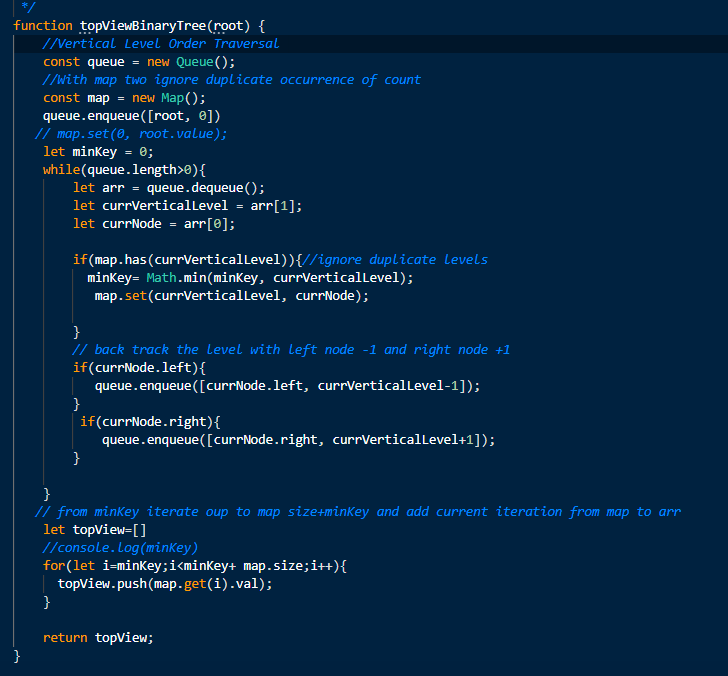 */
function topViewBinaryTree(root) {
//Vertical Level Order Traversal
const queue = new Queue();
//With map two ignore duplicate occurrence of count
const map = new Map();
queue.enqueue([root, 0])
// map.set(0, root.value);
let minKey = 0;
while(queue.length>0){
let arr = queue.dequeue();
let currVerticalLevel = arr[1];
let currNode = arr[0];
if(map.has(currVerticalLevel)){//ignore duplicate levels
minKey= Math.min(minKey, currVerticalLevel);
map.set(currVerticalLevel, currNode);
}
// back track the level with left node -1 and right node +1
if(currNode.left){
queue.enqueue([currNode.left, currVerticalLevel-1]);
}
if(currNode.right){
queue.enqueue([currNode.right, currVerticalLevel+1]);
}
}
// from minKey iterate oup to map size+minKey and add current iteration from map to arr
let topView=[]
//console.log(minKey)
for(let i=minKey;i<minKey+ map.size;i++){
topView.push(map.get(i).val);
}
return topView;
}